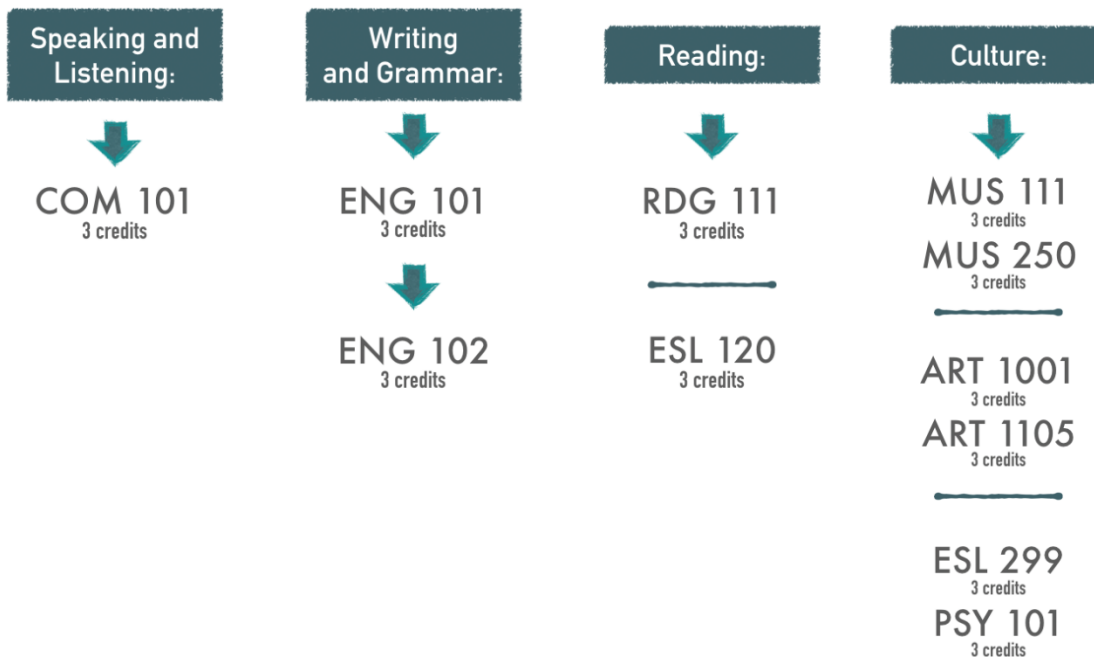 Speaking and
Listening:
COM 101
3 credits
Writing
and Grammar:
ENG 101
3 credits
ENG 102
3 credits
Reading:
RDG 111
3 credits
ESL 120
3 credits
Culture:
MUS 111
3 credits
MUS 250
3 credits
ART 1001
3 credits
ART 1105
3 credits
ESL 299
3 credits
PSY 101
3 credits